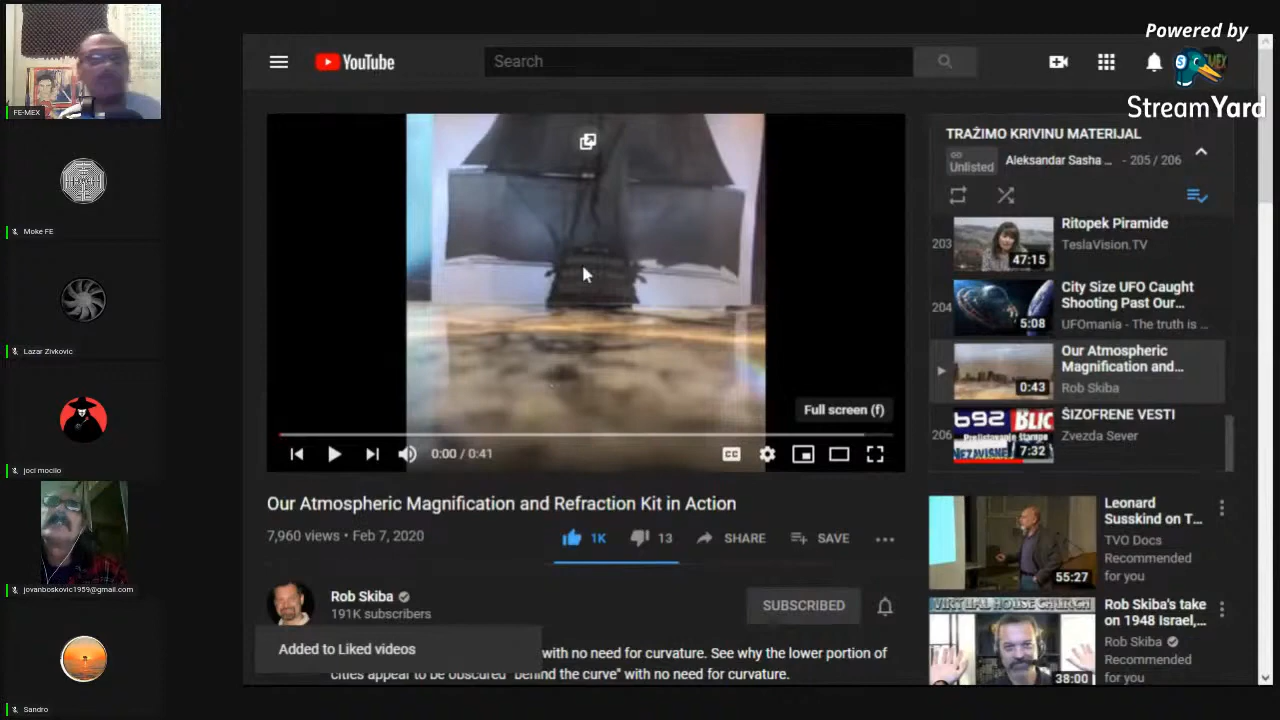 Powered by
StreamYard
FE-MEX
Moke FE
Lazar Zivkovic
joci mocilo
jovanboskovic1959@gmail.com
Sandro
YouTube
Search
Full screen (f)
0:00 / 0:41
Our Atmospheric Magnification and Refraction Kit in Action
7,960 views • Feb 7, 2020
1K
13
SHARE
SAVE
Rob Skiba
191K subscribers
SUBSCRIBED
Added to Liked videos
with no need for curvature. See why the lower portion of
cities appear to be obscured "behind the curve" with no need for curvature.
TRAŽIMO KRIVINU MATERIJAL
Unlisted
Aleksandar Sasha ... - 205 / 206
203
47:15
Ritopek Piramide
TeslaVision.TV
204
5:08
City Size UFO Caught
Shooting Past Our...
UFOmania - The truth is ...
0:43
Our Atmospheric
Magnification and...
Rob Skiba
206
b92 BLIC
NEZAVISNE
7:32
ŠIZOFRENE VESTI
Zvezda Sever
55:27
Leonard
Susskind on T...
TVO Docs
Recommended
for you
VIRTUAL HOUSE CHURCH
38:00
Rob Skiba's take
on 1948 Israel,...
Rob Skiba
Recommended
for you